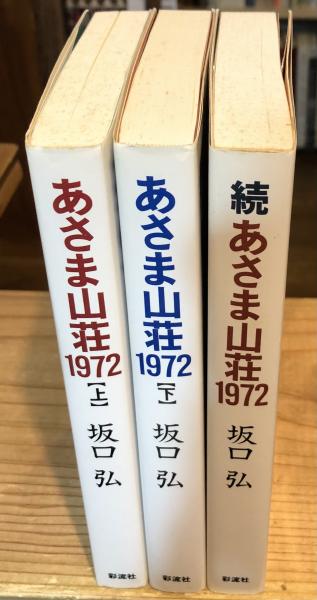 あさま山荘
1972
【上】
坂口弘
彩流社
あさま山荘
1972
【下】
坂口弘
彩流社
続
あさま山荘
1972
坂口弘
彩流社